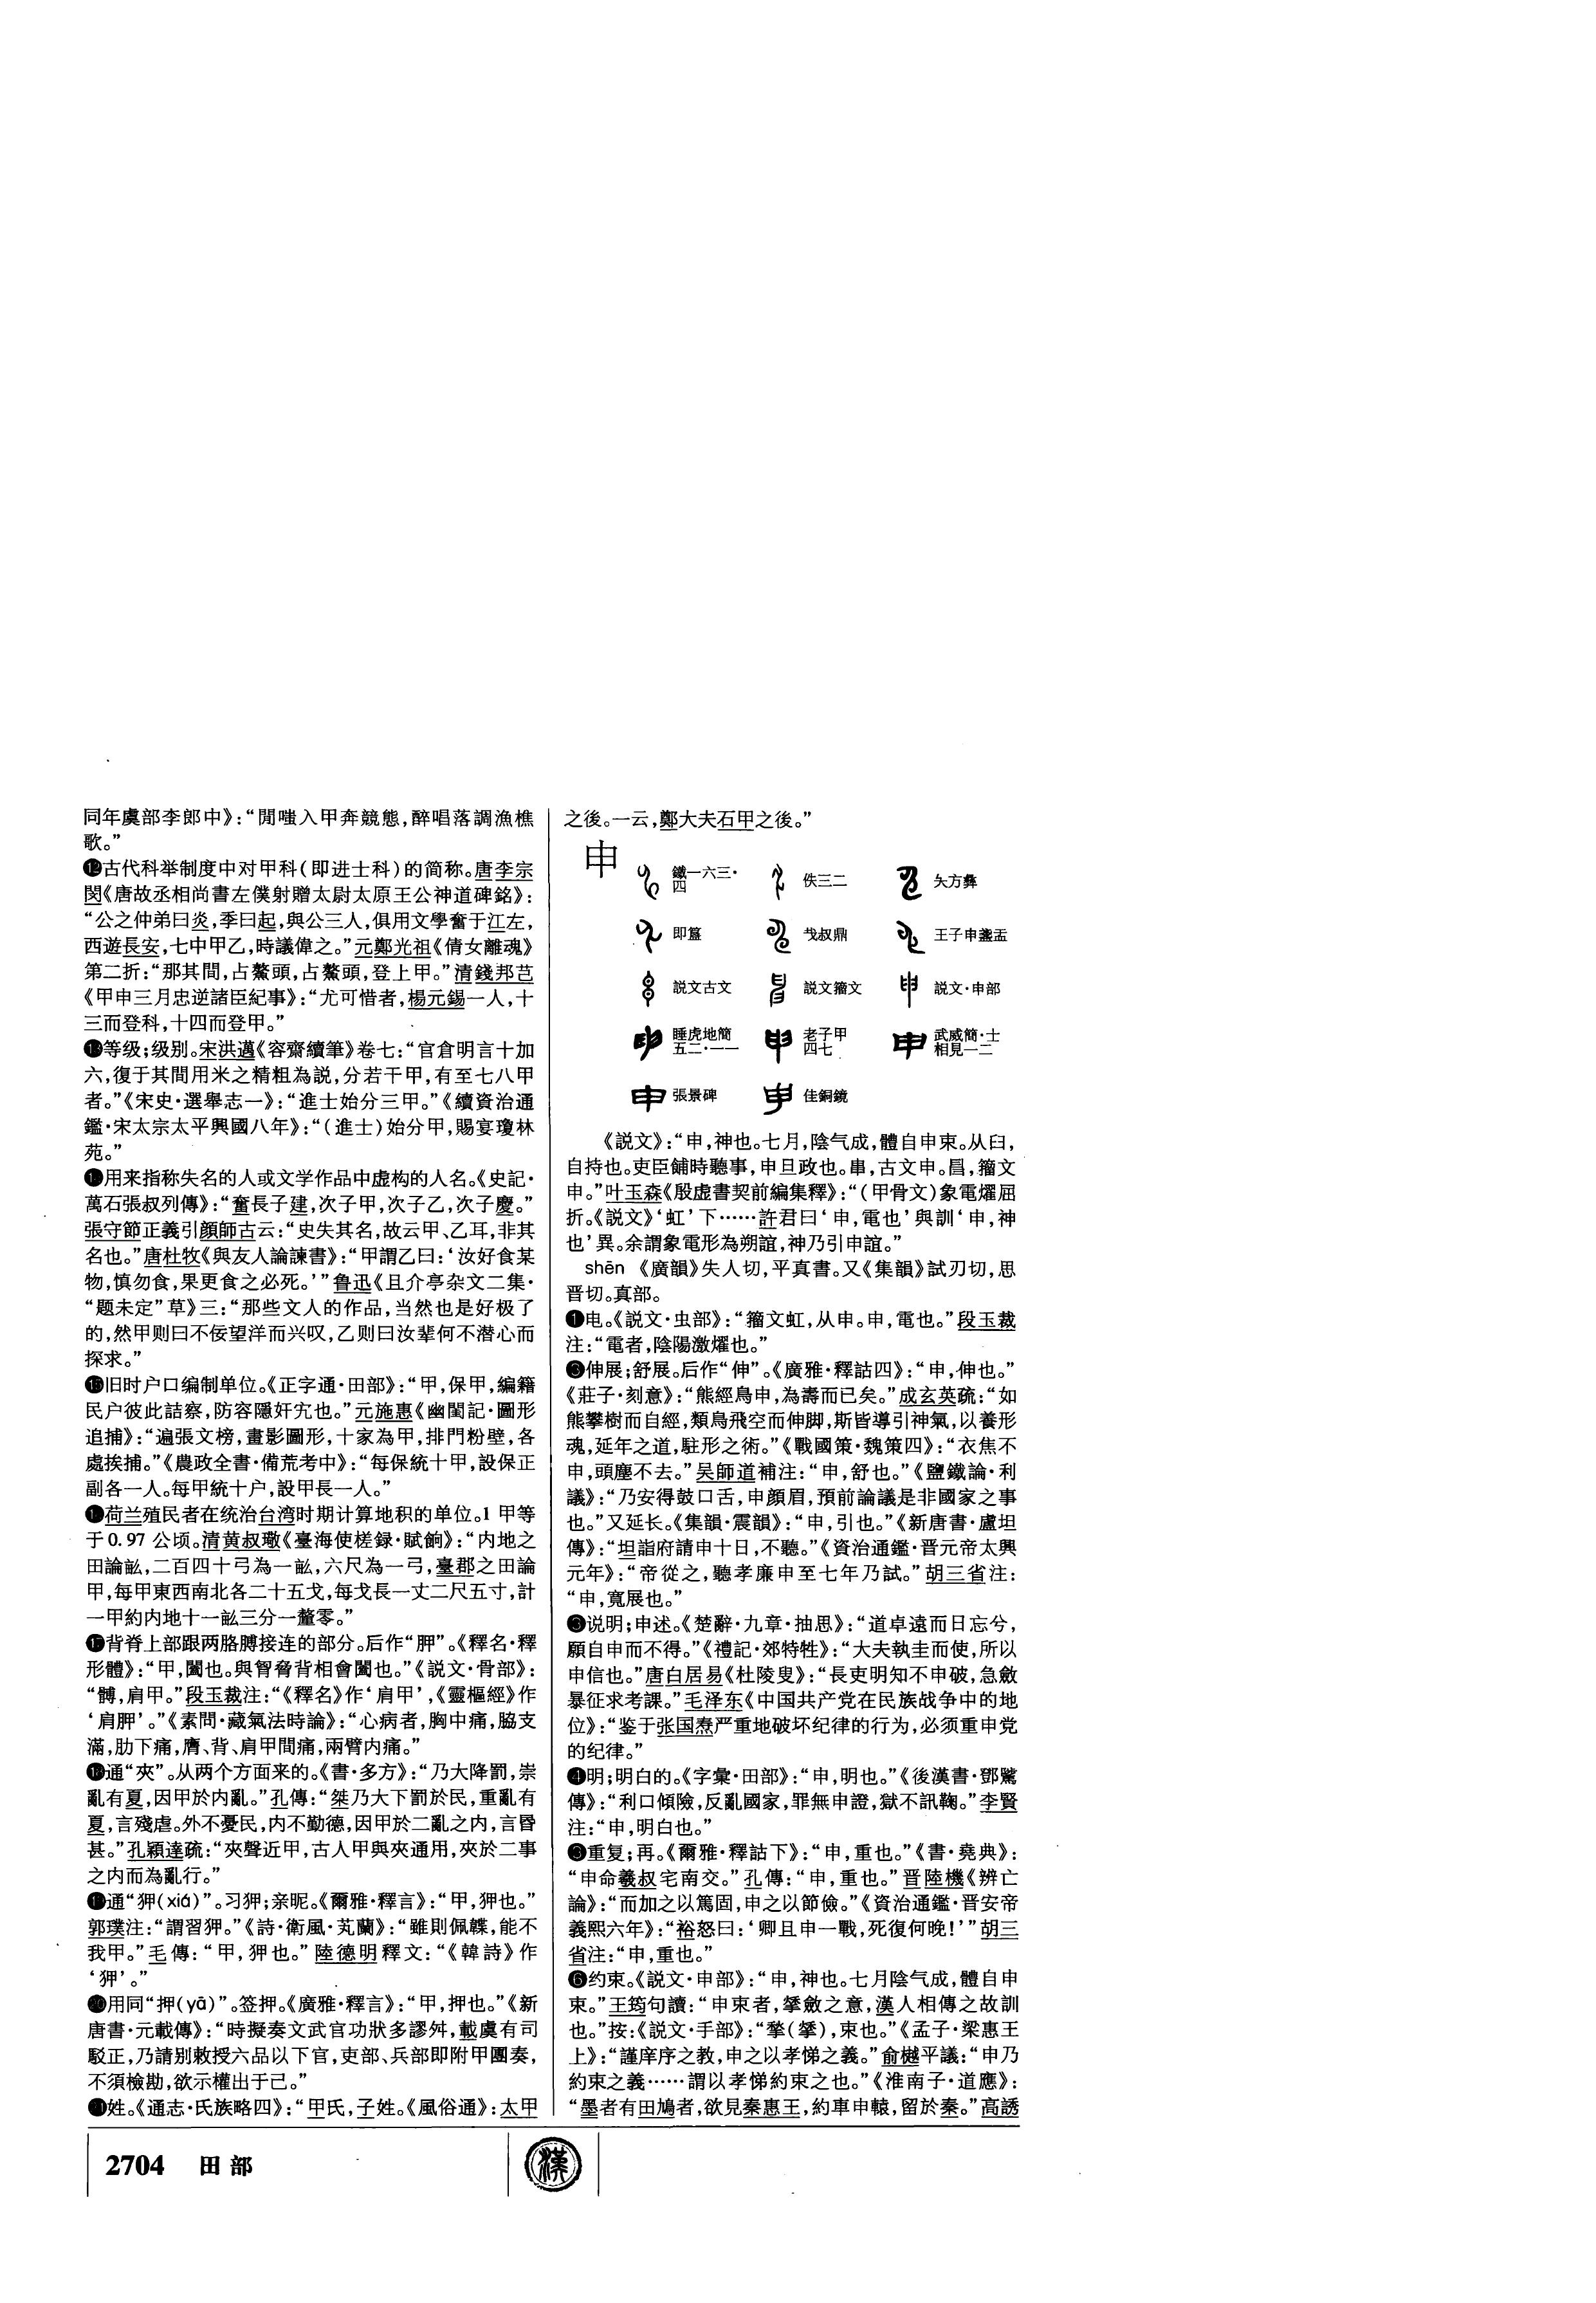 同年虞部李郎中》：“閒嗤入甲奔競態，醉唱落調漁樵
歌。”
⓬古代科举制度中对甲科（即进士科）的简称。唐李宗
閔《唐故丞相尚書左僕射贈太尉太原王公神道碑銘》：
“公之仲弟曰炎，季曰起，與公三人，俱用文學奮于江左，
西遊長安，七中甲乙，時議偉之。”元鄭光祖《倩女離魂》
第二折：“那其間，占鰲頭，占鰲頭，登上甲。”清錢邦芑
《甲申三月忠逆諸臣紀事》：“尤可惜者，楊元錫一人，十
三而登科，十四而登甲。”
⓭等级；级别。宋洪邁《容齋續筆》卷七：“官倉明言十加
六，復于其間用米之精粗為説，分若干甲，有至七八甲
者。”《宋史·選舉志一》：“進士始分三甲。”《續資治通
鑑·宋太宗太平興國八年》：“（進士）始分甲，賜宴瓊林
苑。”
⓮用来指称失名的人或文学作品中虚构的人名。《史記·
萬石張叔列傳》：“奮長子建，次子甲，次子乙，次子慶。”
張守節正義引顔師古云：“史失其名，故云甲、乙耳，非其
名也。”唐杜牧《與友人論諫書》：“甲謂乙曰：‘汝好食某
物，慎勿食，果更食之必死。’”鲁迅《且介亭杂文二集·
“题未定”草》三：“那些文人的作品，当然也是好极了
的，然甲则曰不佞望洋而兴叹，乙则曰汝辈何不潜心而
探求。”
⓯旧时户口编制单位。《正字通·田部》：“甲，保甲，編籍
民户彼此詰察，防容隱奸宄也。”元施惠《幽閨記·圖形
追捕》：“遍張文榜，畫影圖形，十家為甲，排門粉壁，各
處挨捕。”《農政全書·備荒考中》：“每保統十甲，設保正
副各一人。每甲統十户，設甲長一人。”
⓰荷兰殖民者在统治台湾时期计算地积的单位。1 甲等
于0.97 公顷。清黄叔璥《臺海使槎録·賦餉》：“内地之
田論畝，二百四十弓為一畝，六尺為一弓，臺郡之田論
甲，每甲東西南北各二十五戈，每戈長一丈二尺五寸，計
一甲約内地十一畝三分一釐零。”
⓱背脊上部跟两胳膊接连的部分。后作“胛”。《釋名·釋
形體》：“甲，闔也。與胷脅背相會闔也。”《説文·骨部》：
“髆，肩甲。”段玉裁注：“《釋名》作‘肩甲’，《靈樞經》作
‘肩胛’。”《素問·藏氣法時論》：“心病者，胸中痛，脇支
滿，肋下痛，膺、背、肩甲間痛，兩臂内痛。”
⓲通“夾”。从两个方面来的。《書·多方》：“乃大降罰，崇
亂有夏，因甲於内亂。”孔傳：“桀乃大下罰於民，重亂有
夏，言殘虐。外不憂民，内不勤德，因甲於二亂之内，言昬
甚。”孔穎達疏：“夾聲近甲，古人甲與夾通用，夾於二事
之内而為亂行。”
⓳通“狎（xiá）”。习狎；亲昵。《爾雅·釋言》：“甲，狎也。”
郭璞注：“謂習狎。”《詩·衛風·芄蘭》：“雖則佩韘，能不
我甲。”毛傳：“甲，狎也。”陸德明釋文：“《韓詩》作
‘狎’。”
⓴用同“押（yā）”。签押。《廣雅·釋言》：“甲，押也。”《新
唐書·元載傳》：“時擬奏文武官功狀多謬舛，載虞有司
駁正，乃請别敕授六品以下官，吏部、兵部即附甲團奏，
不須檢勘，欲示權出于己。”
㉑姓。《通志·氏族略四》：“甲氏，子姓。《風俗通》：太甲
之後。一云，鄭大夫石甲之後。”
申
鐵一六三·四 佚三二 夨方彝
即簋 𢦏叔鼎 王子申盞盂
説文古文 説文籀文 説文·申部
睡虎地簡五二·一一 老子甲四七 武威簡·士相見一二
張景碑 佳銅鏡
《説文》：“申，神也。七月，陰气成，體自申束。从臼，
自持也。吏臣餔時聽事，申旦政也。𢑚，古文申。㫑，籀文
申。”叶玉森《殷虚書契前編集釋》：“（甲骨文）象電燿屈
折。《説文》‘虹’下……許君曰‘申，電也’與訓‘申，神
也’異。余謂象電形為朔誼，神乃引申誼。”
shēn 《廣韻》失人切，平真書。又《集韻》試刃切，思
晋切。真部。
❶电。《説文·虫部》：“籀文虹，从申。申，電也。”段玉裁
注：“電者，陰陽激燿也。”
❷伸展；舒展。后作“伸”。《廣雅·釋詁四》：“申，伸也。”
《莊子·刻意》：“熊經鳥申，為壽而已矣。”成玄英疏：“如
熊攀樹而自經，類鳥飛空而伸脚，斯皆導引神氣，以養形
魂，延年之道，駐形之術。”《戰國策·魏策四》：“衣焦不
申，頭塵不去。”吴師道補注：“申，舒也。”《鹽鐵論·利
議》：“乃安得鼓口舌，申顔眉，預前論議是非國家之事
也。”又延长。《集韻·震韻》：“申，引也。”《新唐書·盧坦
傳》：“坦詣府請申十日，不聽。”《資治通鑑·晋元帝太興
元年》：“帝從之，聽孝廉申至七年乃試。”胡三省注：
“申，寬展也。”
❸说明；申述。《楚辭·九章·抽思》：“道卓遠而日忘兮，
願自申而不得。”《禮記·郊特牲》：“大夫執圭而使，所以
申信也。”唐白居易《杜陵叟》：“長吏明知不申破，急斂
暴征求考課。”毛泽东《中国共产党在民族战争中的地
位》：“鉴于张国焘严重地破坏纪律的行为，必须重申党
的纪律。”
❹明；明白的。《字彙·田部》：“申，明也。”《後漢書·鄧騭
傳》：“利口傾險，反亂國家，罪無申證，獄不訊鞠。”李賢
注：“申，明白也。”
❺重复；再。《爾雅·釋詁下》：“申，重也。”《書·堯典》：
“申命羲叔宅南交。”孔傳：“申，重也。”晋陸機《辨亡
論》：“而加之以篤固，申之以節儉。”《資治通鑑·晋安帝
義熙六年》：“裕怒曰：‘卿且申一戰，死復何晚！’”胡三
省注：“申，重也。”
❻约束。《説文·申部》：“申，神也。七月陰气成，體自申
束。”王筠句讀：“申束者，揫斂之意，漢人相傳之故訓
也。”按：《説文·手部》：“𢹎（揫），束也。”《孟子·梁惠王
上》：“謹庠序之教，申之以孝悌之義。”俞樾平議：“申乃
約束之義……謂以孝悌約束之也。”《淮南子·道應》：
“墨者有田鳩者，欲見秦惠王，約車申轅，留於秦。”高誘
2704 田部
漢